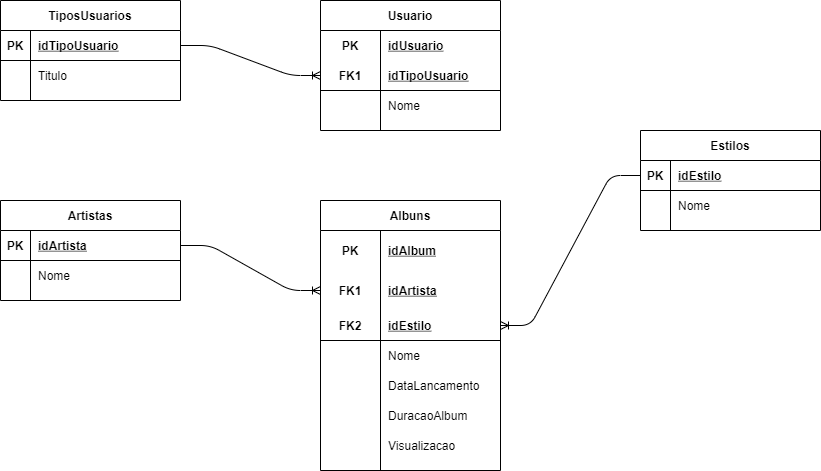 TiposUsuarios
PK idTipoUsuario
Titulo
Usuario
PK idUsuario
FK1 idTipoUsuario
Nome
Estilos
PK idEstilo
Nome
Artistas
PK idArtista
Nome
Albuns
PK idAlbum
FK1 idArtista
FK2 idEstilo
Nome
DataLancamento
DuracaoAlbum
Visualizacao